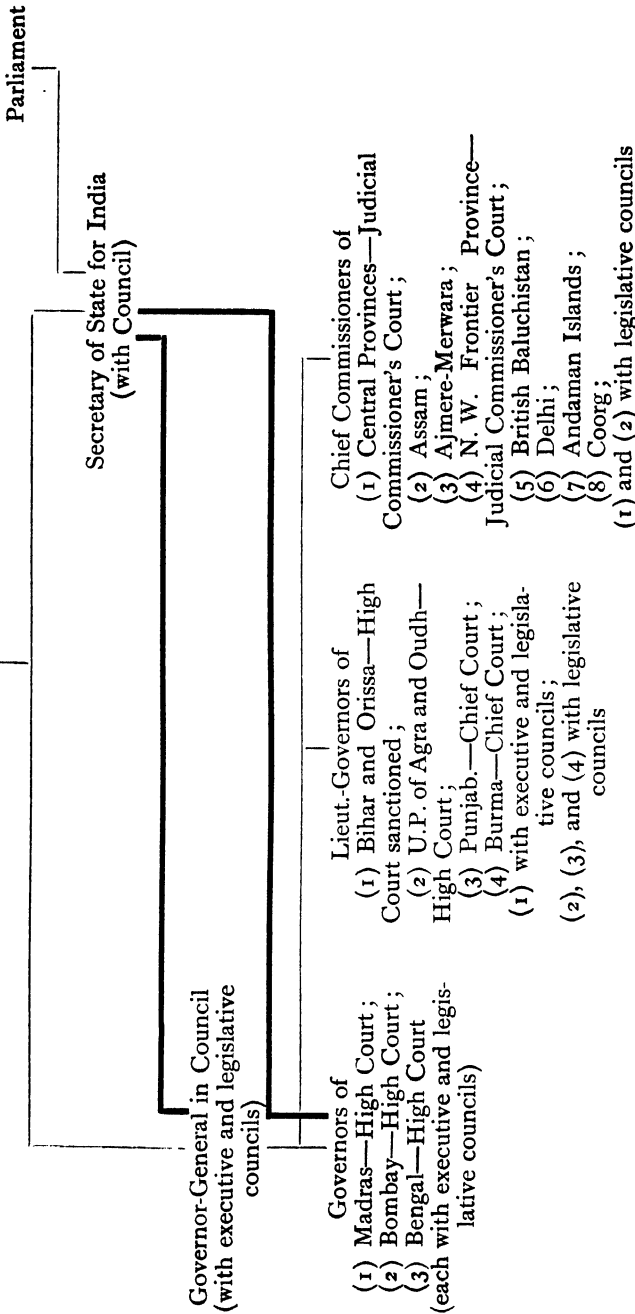 Parliament
Secretary of State for India
(with Council)
Governor-General in Council
(with executive and legislative
councils)
Governors of
(1) Madras—High Court;
(2) Bombay—High Court;
(3) Bengal—High Court
(each with executive and legis-
lative councils)
Lieut.-Governors of
(1) Bihar and Orissa—High
Court sanctioned;
(2) U.P. of Agra and Oudh—
High Court;
(3) Punjab.—Chief Court;
(4) Burma—Chief Court;
(1) with executive and legisla-
tive councils;
(2), (3), and (4) with legislative
councils
Chief Commissioners of
(1) Central Provinces—Judicial
Commissioner's Court;
(2) Assam;
(3) Ajmere-Merwara;
(4) N. W. Frontier Province—
Judicial Commissioner's Court;
(5) British Baluchistan;
(6) Delhi;
(7) Andaman Islands;
(8) Coorg;
(1) and (2) with legislative councils